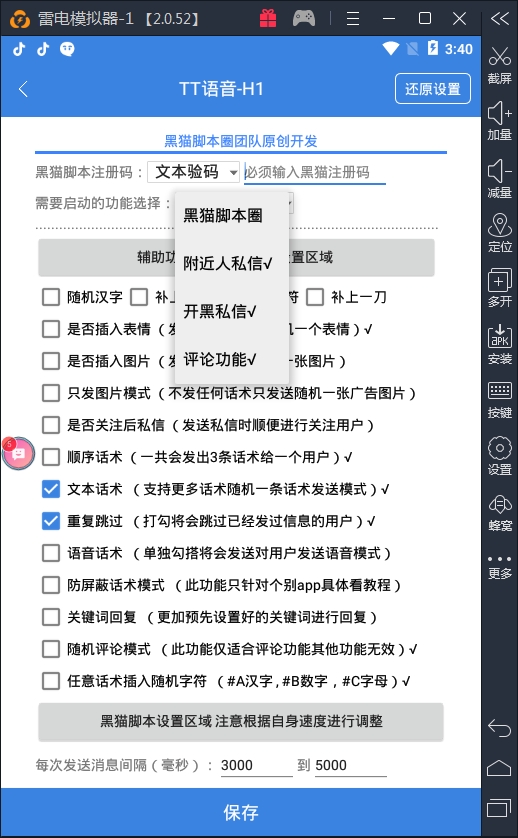 雷电模拟器-1 【2.0.52】
3:40
TT语音-H1
还原设置
黑猫脚本圈团队原创开发
黑猫脚本注册码： 文本验码 必须输入黑猫注册码
需要启动的功能选择：
黑猫脚本圈
附近人私信√
开黑私信√
评论功能√
辅助功 置区域
随机汉字 补上 符 补上一刀
是否插入表情（发 机一个表情）√
是否插入图片（发 一张图片）
只发图片模式（不发任何话术只发送随机一张广告图片）
是否关注后私信（发送私信时顺便进行关注用户）
顺序话术（一共会发出3条话术给一个用户）√
文本话术（支持更多话术随机一条话术发送模式）√
重复跳过（打勾将会跳过已经发过信息的用户）√
语音话术（单独勾搭将会发送对用户发送语音模式）
防屏蔽话术模式（此功能只针对个别app具体看教程）
关键词回复（更加预先设置好的关键词进行回复）
随机评论模式（此功能仅适合评论功能其他功能无效）√
任意话术插入随机字符（#A汉字,#B数字，#C字母）√
黑猫脚本设置区域 注意根据自身速度进行调整
每次发送消息间隔（毫秒）： 3000 到 5000
保存
5
截屏
加量
减量
定位
多开
APK
安装
按键
设置
蜂窝
更多